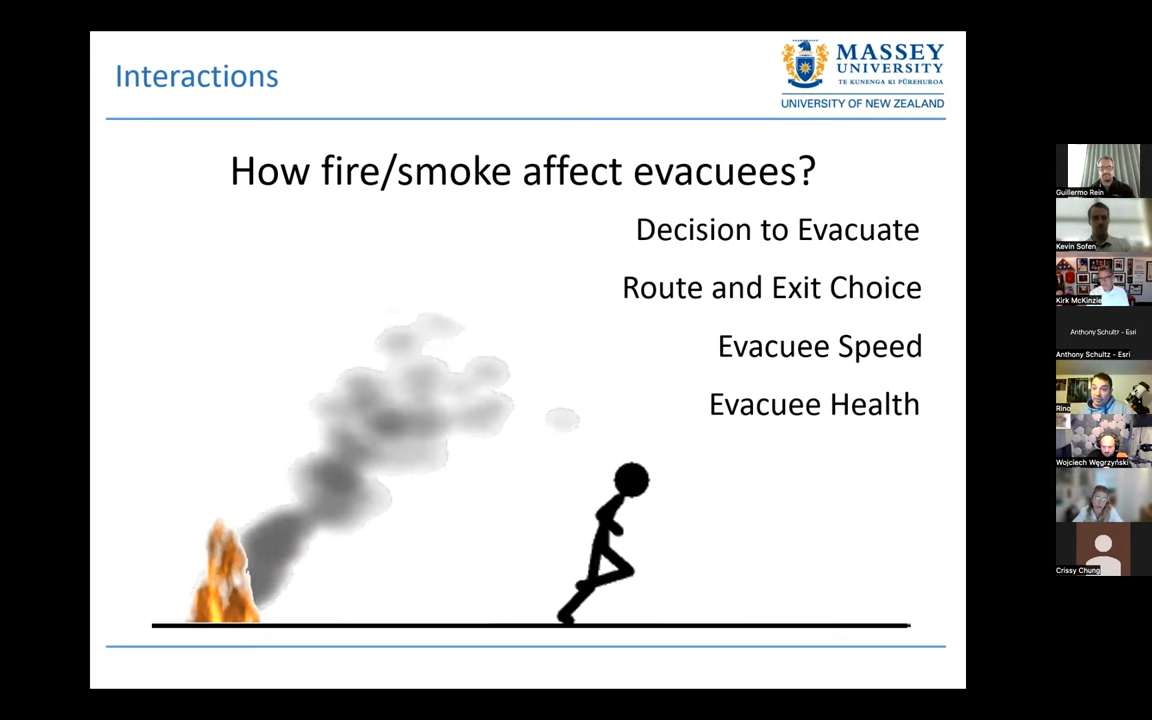 Interactions
MASSEY
UNIVERSITY
TE KUNENGA KI PŪREHUROA
UNIVERSITY OF NEW ZEALAND
How fire/smoke affect evacuees?
Decision to Evacuate
Route and Exit Choice
Evacuee Speed
Evacuee Health
Guillermo Rein
Kevin Sofen
Kirk McKinzie
Anthony Schultz - Esri
Anthony Schultz - Esri
Rino
Wojciech Węgrzyński
Crissy Chung